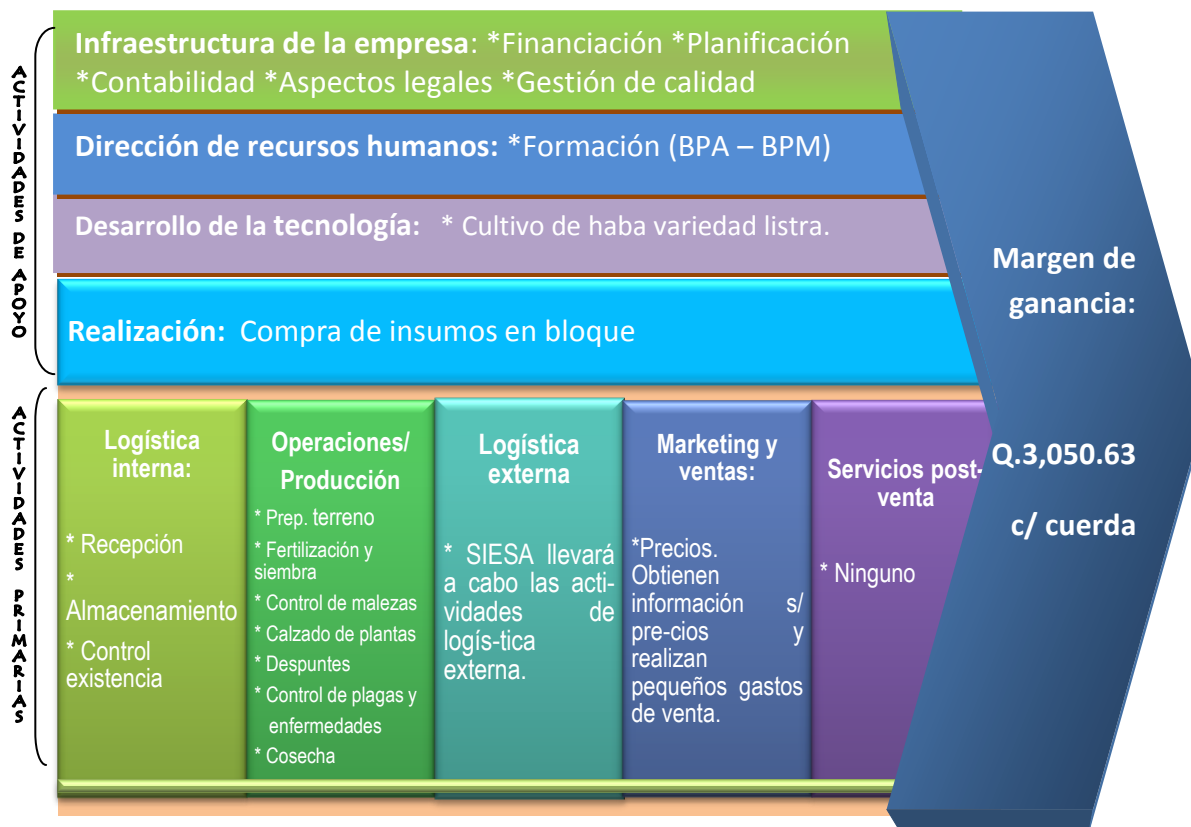 ACTIVIDADES DE APOYO
Infraestructura de la empresa: *Financiación *Planificación
*Contabilidad *Aspectos legales *Gestión de calidad
Dirección de recursos humanos: *Formación (BPA – BPM)
Desarrollo de la tecnología: * Cultivo de haba variedad listra.
Realización: Compra de insumos en bloque
ACTIVIDADES PRIMARIAS
Logística
interna:
* Recepción
*
Almacenamiento
* Control
existencia
Operaciones/
Producción
* Prep. terreno
* Fertilización y
siembra
* Control de malezas
* Calzado de plantas
* Despuntes
* Control de plagas y
enfermedades
* Cosecha
Logística
externa
* SIESA llevará
a cabo las acti-
vidades de
logís-tica
externa.
Marketing y
ventas:
*Precios.
Obtienen
información s/
pre-cios y
realizan
pequeños gastos
de venta.
Servicios post-
venta
* Ninguno
Margen de
ganancia:
Q.3,050.63
c/ cuerda